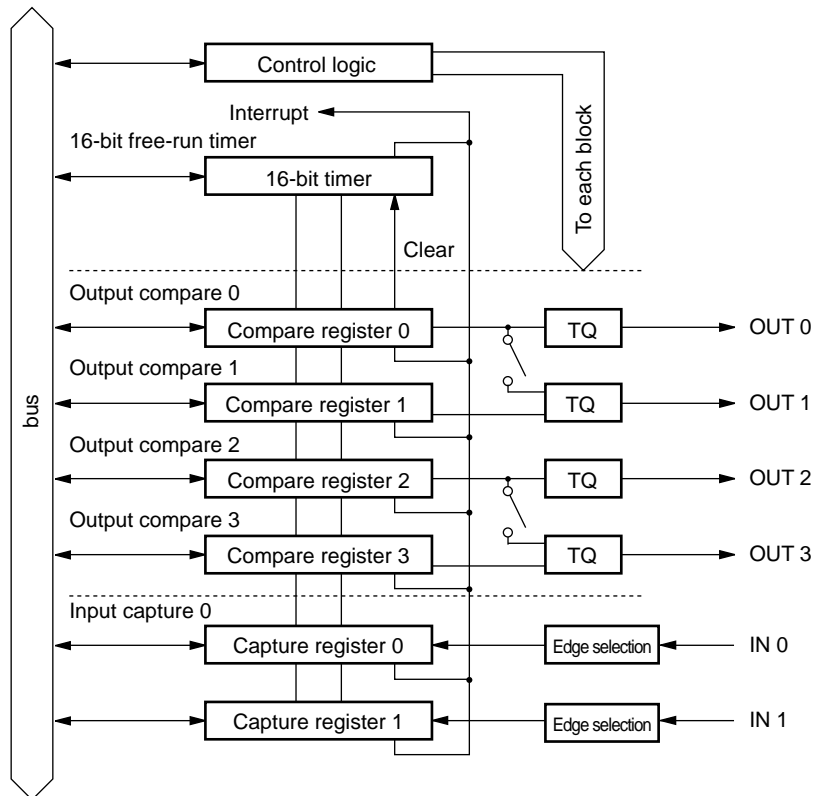 Control logic
Interrupt
16-bit free-run timer
16-bit timer
To each block
Clear
bus
Output compare 0
Compare register 0
TQ
OUT 0
Output compare 1
Compare register 1
TQ
OUT 1
Output compare 2
Compare register 2
TQ
OUT 2
Output compare 3
Compare register 3
TQ
OUT 3
Input capture 0
Capture register 0
Edge selection
IN 0
Capture register 1
Edge selection
IN 1